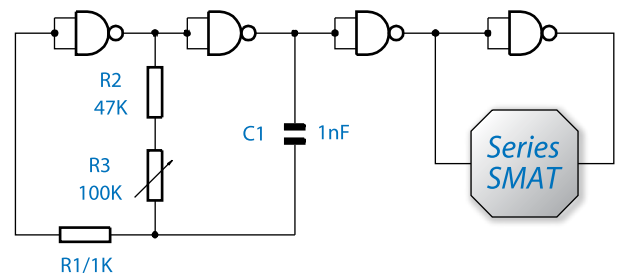 R2
47K
C1
1nF
R3
100K
Series
SMAT
R1/1K